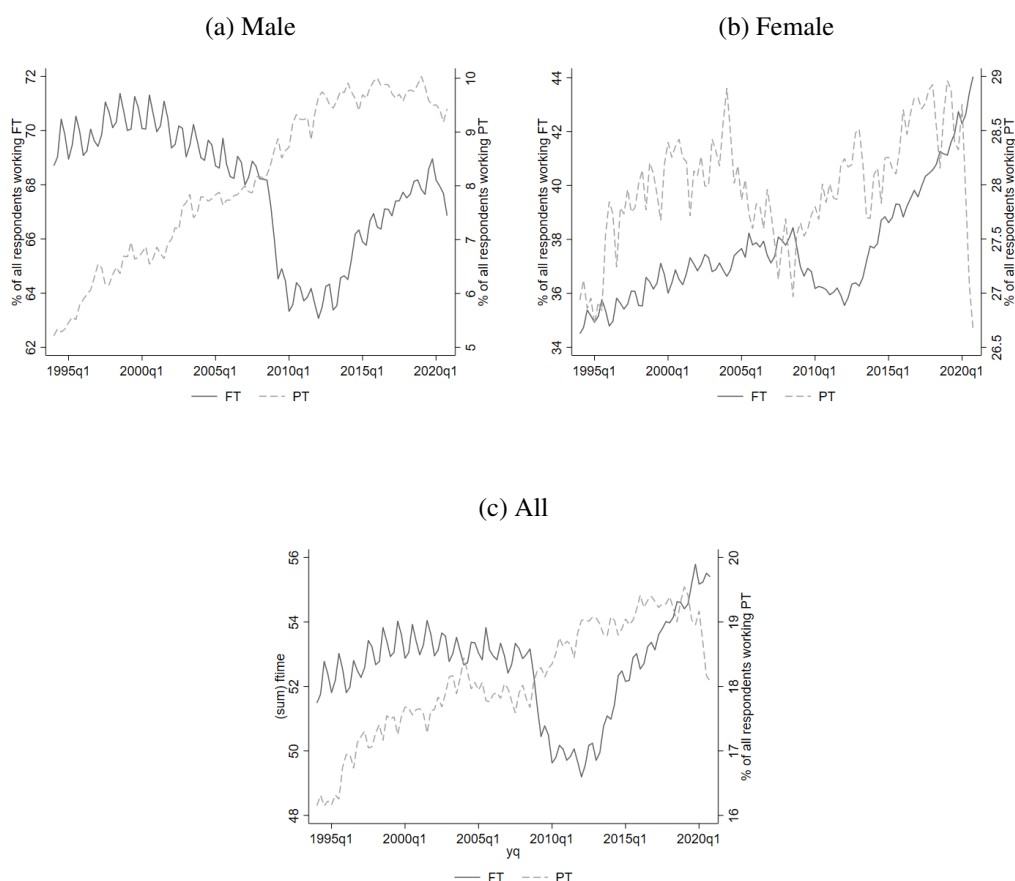 (a) Male
% of all respondents working FT
72
70
68
66
64
62
% of all respondents working PT
10
9
8
7
6
5
1995q1 2000q1 2005q1 2010q1 2015q1 2020q1
FT PT
(b) Female
% of all respondents working FT
44
42
40
38
36
34
% of all respondents working PT
29
28.5
28
27.5
27
26.5
1995q1 2000q1 2005q1 2010q1 2015q1 2020q1
FT PT
(c) All
(sum) ftime
56
54
52
50
48
% of all respondents working PT
20
19
18
17
16
1995q1 2000q1 2005q1 2010q1 2015q1 2020q1
yq
FT PT